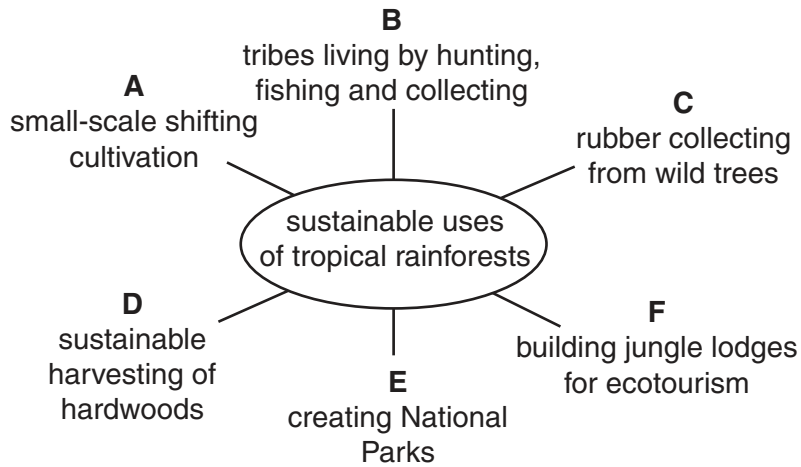 B
tribes living by hunting,
fishing and collecting
A
small-scale shifting
cultivation
C
rubber collecting
from wild trees
sustainable uses
of tropical rainforests
D
sustainable
harvesting of
hardwoods
E
creating National
Parks
F
building jungle lodges
for ecotourism